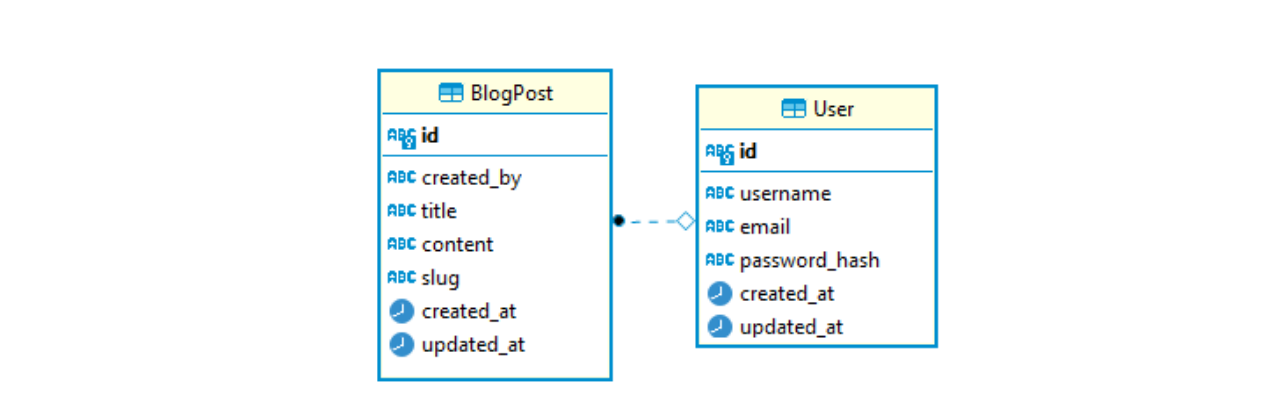 BlogPost
ABC id
ABC created_by
ABC title
ABC content
ABC slug
created_at
updated_at
User
ABC id
ABC username
ABC email
ABC password_hash
created_at
updated_at